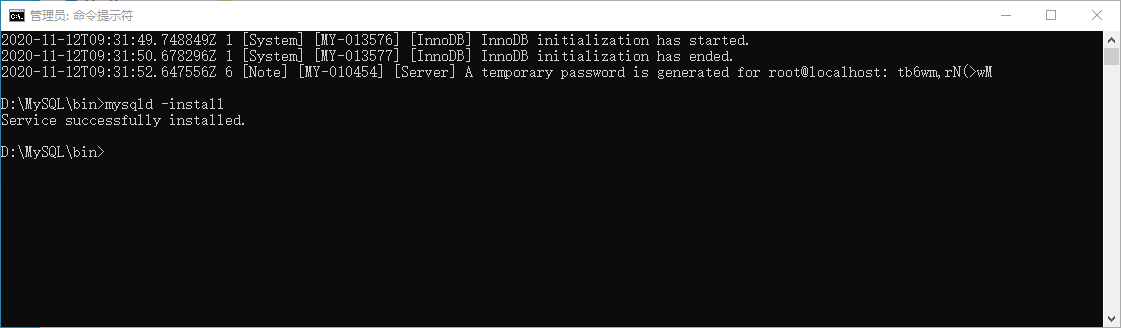 管理员: 命令提示符
2020-11-12T09:31:49.748849Z 1 [System] [MY-013576] [InnoDB] InnoDB initialization has started.
2020-11-12T09:31:50.678296Z 1 [System] [MY-013577] [InnoDB] InnoDB initialization has ended.
2020-11-12T09:31:52.647556Z 6 [Note] [MY-010454] [Server] A temporary password is generated for root@localhost: tb6wm,rN(>wM
D:\MySQL\bin>mysqld -install
Service successfully installed.
D:\MySQL\bin>